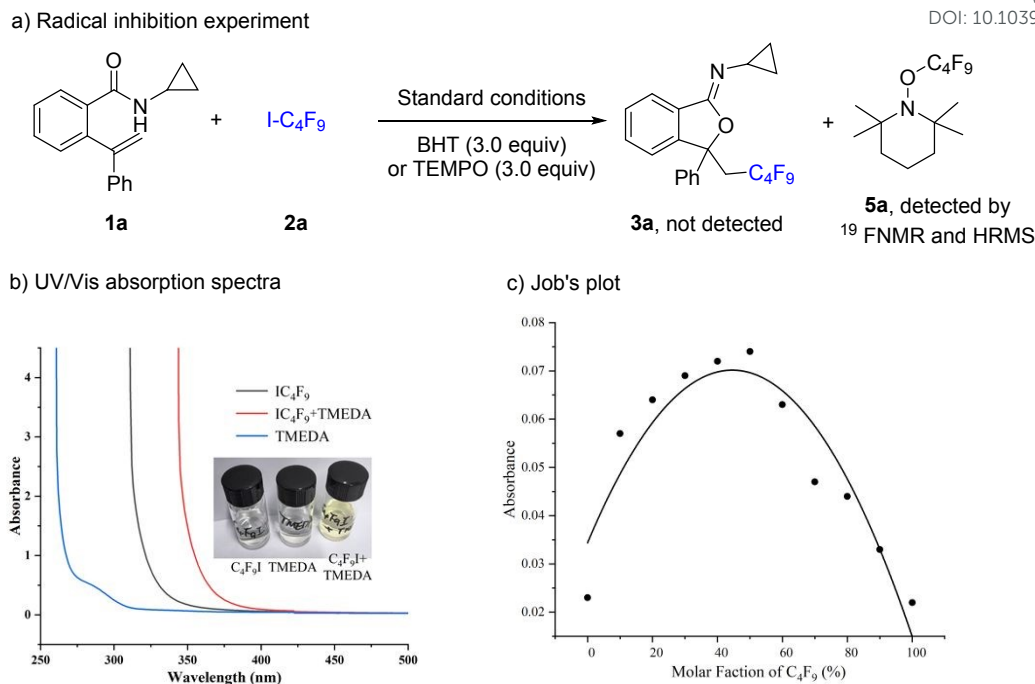 DOI: 10.1039
a) Radical inhibition experiment
O
N
H
Ph
1a
+
I-C4F9
2a
Standard conditions
BHT (3.0 equiv)
or TEMPO (3.0 equiv)
N
O
Ph
C4F9
3a, not detected
+
O
C4F9
N
5a, detected by
19 FNMR and HRMS
b) UV/Vis absorption spectra
Absorbance
4
3
2
1
0
250 300 350 400 450 500
Wavelength (nm)
IC4F9
IC4F9+TMEDA
TMEDA
C4F9I TMEDA C4F9I+
TMEDA
c) Job's plot
Absorbance
0.08
0.07
0.06
0.05
0.04
0.03
0.02
0 20 40 60 80 100
Molar Faction of C4F9 (%)